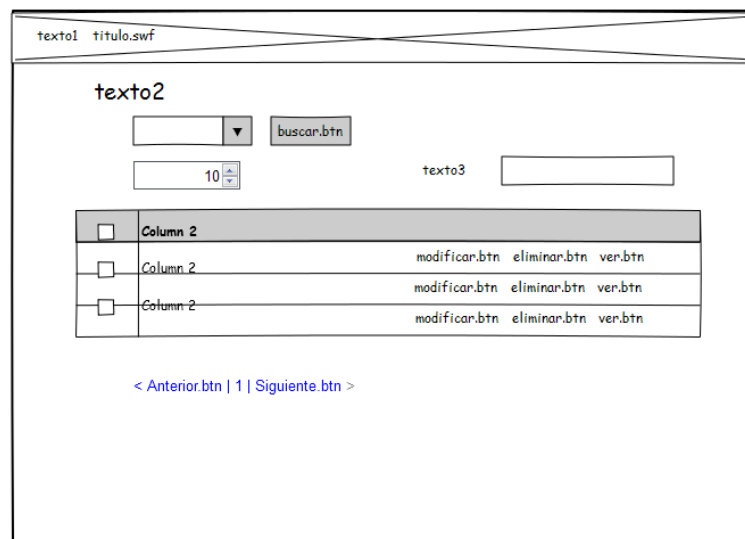 texto1 titulo.swf
texto2
buscar.btn
10
texto3
Column 2
Column 2 modificar.btn eliminar.btn ver.btn
modificar.btn eliminar.btn ver.btn
Column 2
modificar.btn eliminar.btn ver.btn
< Anterior.btn | 1 | Siguiente.btn >